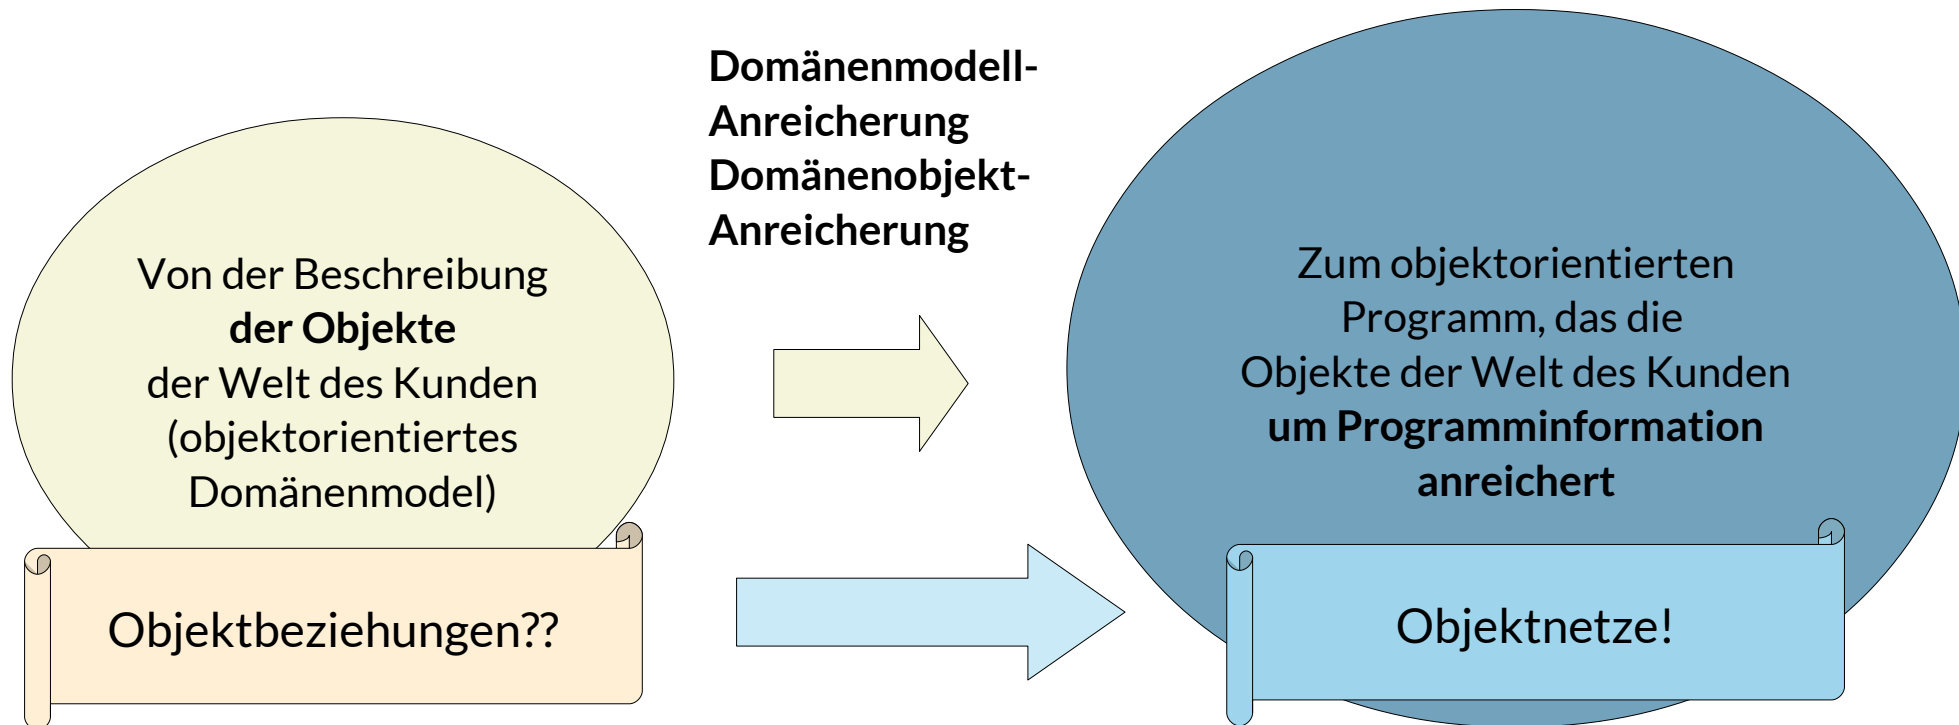 Domänenmodell-
Anreicherung
Domänenobjekt-
Anreicherung
Von der Beschreibung
der Objekte
der Welt des Kunden
(objektorientiertes
Domänenmodel)
Objektbeziehungen??
Zum objektorientierten
Programm, das die
Objekte der Welt des Kunden
um Programminformation
anreichert
Objektnetze!